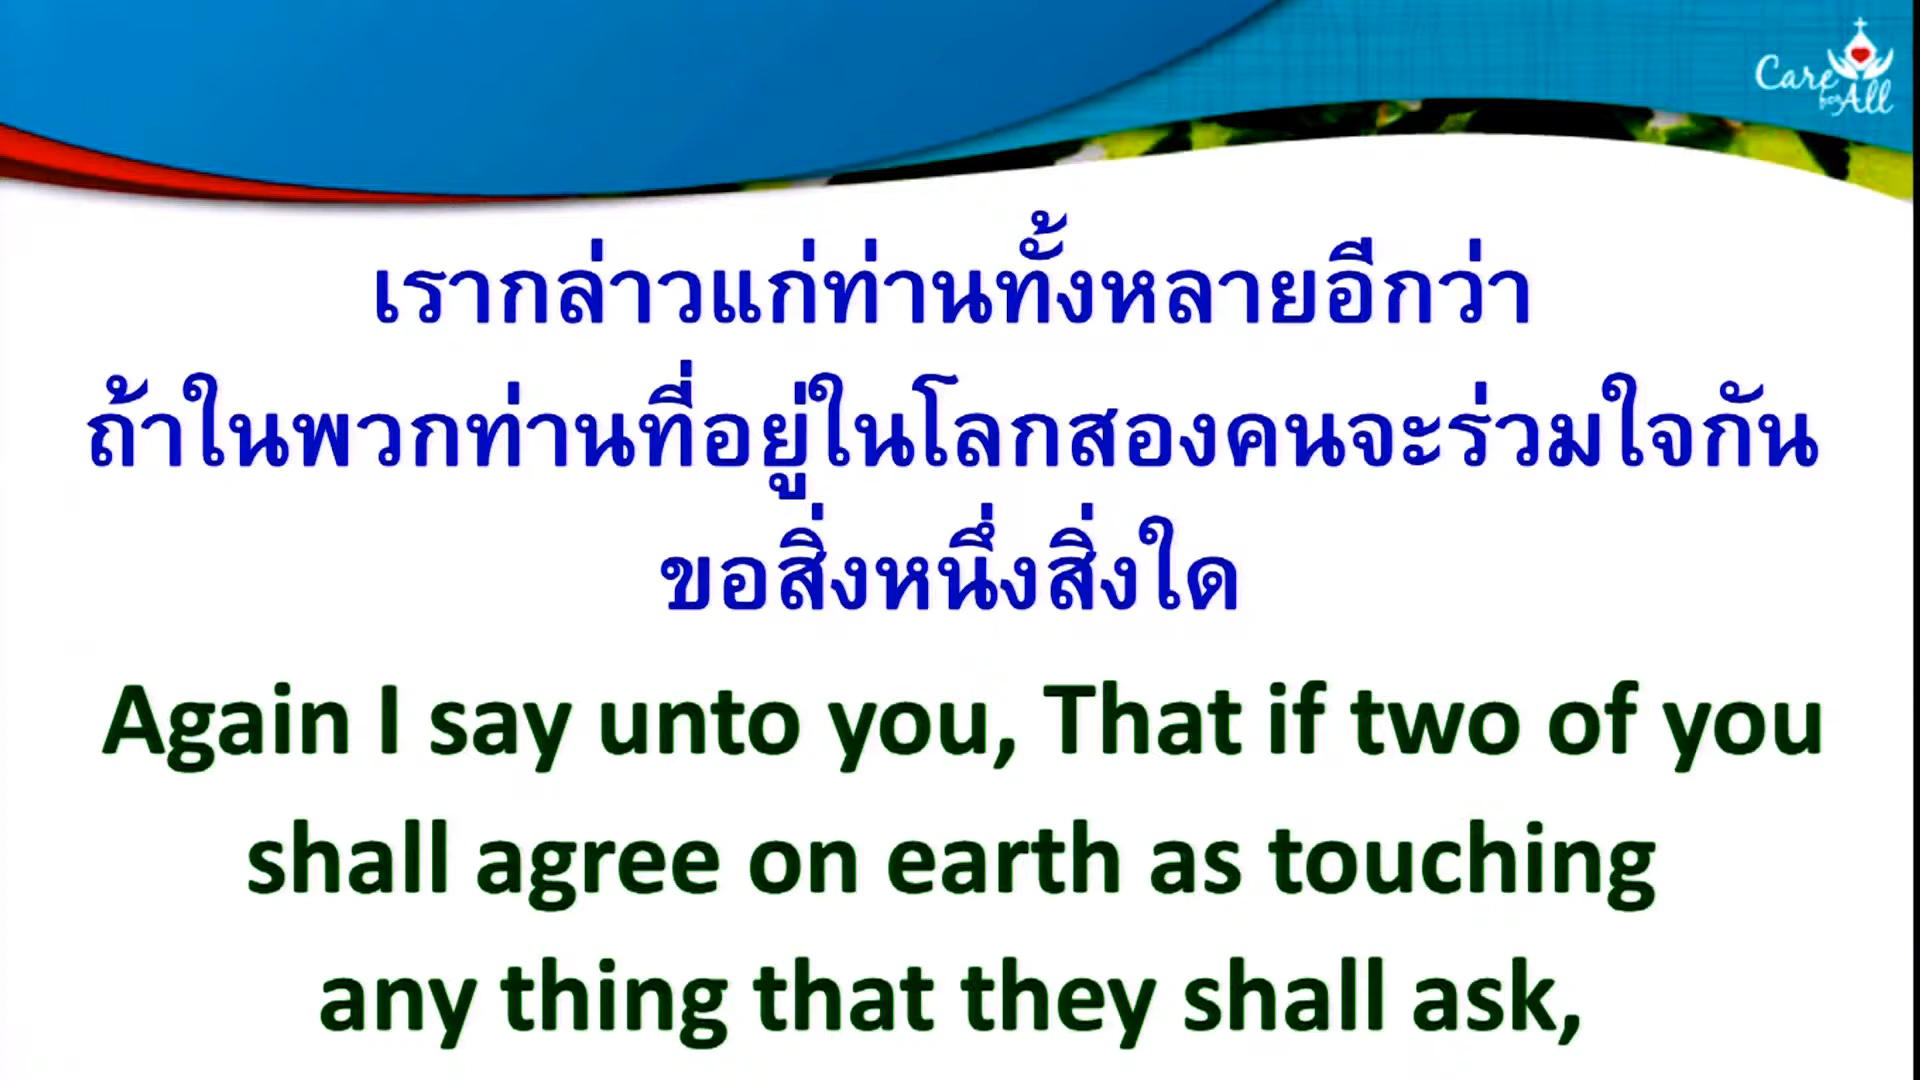 Care
for All
เรากล่าวแก่ท่านทั้งหลายอีกว่า
ถ้าในพวกท่านที่อยู่ในโลกสองคนจะร่วมใจกัน
ขอสิ่งหนึ่งสิ่งใด
Again I say unto you, That if two of you
shall agree on earth as touching
any thing that they shall ask,